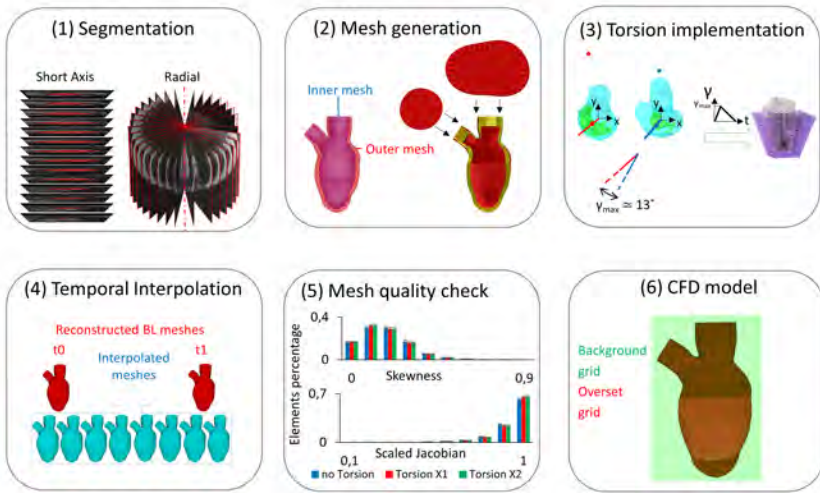 (1) Segmentation
Short Axis
Radial
(2) Mesh generation
Inner mesh
Outer mesh
(3) Torsion implementation
y
x
y
x
γ
γmax
t
γmax ≃ 13°
(4) Temporal Interpolation
Reconstructed BL meshes
t0
t1
Interpolated
meshes
(5) Mesh quality check
Elements percentage
0,4
0
0
0,9
Skewness
0,7
0
0,1
1
Scaled Jacobian
no Torsion
Torsion X1
Torsion X2
(6) CFD model
Background
grid
Overset
grid